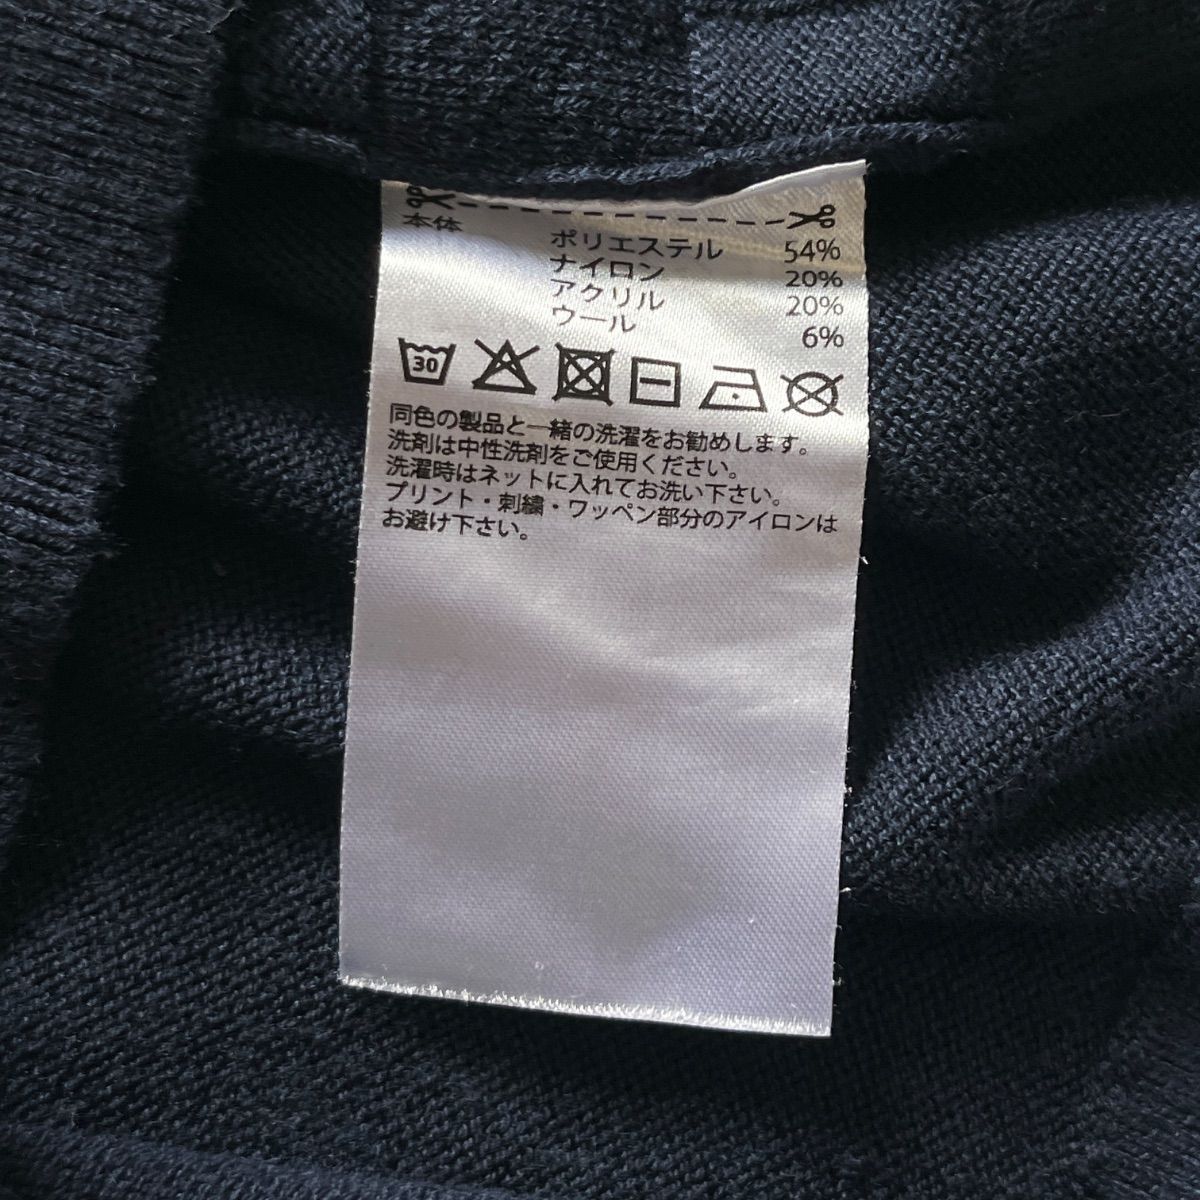 本体
ポリエステル 54%
ナイロン 20%
アクリル 20%
ウール 6%
30
同色の製品と一緒の洗濯をお勧めします。
洗剤は中性洗剤をご使用ください。
洗濯時はネットに入れてお洗い下さい。
プリント・刺繍・ワッペン部分のアイロンは
お避け下さい。